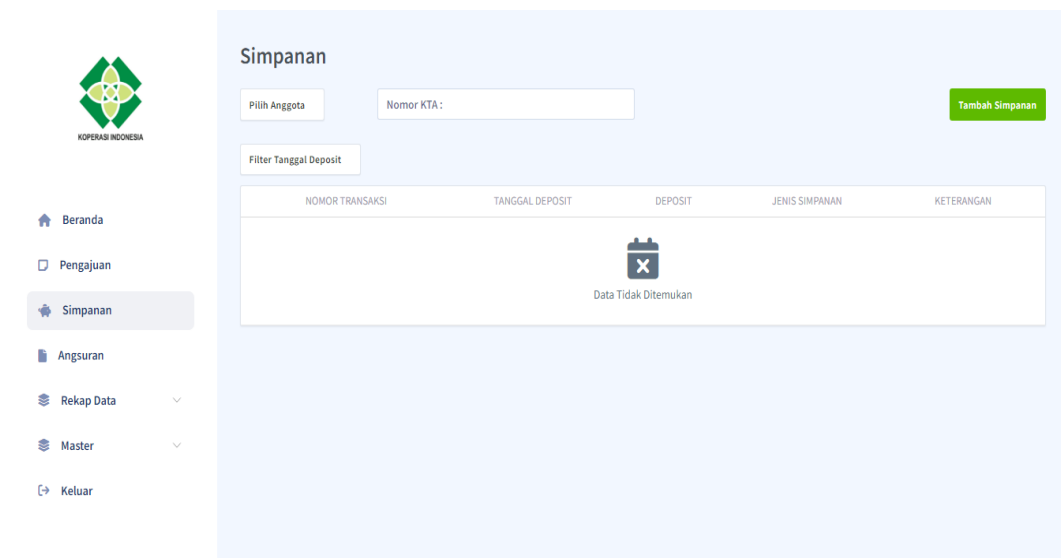 KOPERASI INDONESIA
Beranda
Pengajuan
Simpanan
Angsuran
Rekap Data
Master
Keluar
Simpanan
Pilih Anggota
Nomor KTA :
Tambah Simpanan
Filter Tanggal Deposit
NOMOR TRANSAKSI TANGGAL DEPOSIT DEPOSIT JENIS SIMPANAN KETERANGAN
Data Tidak Ditemukan